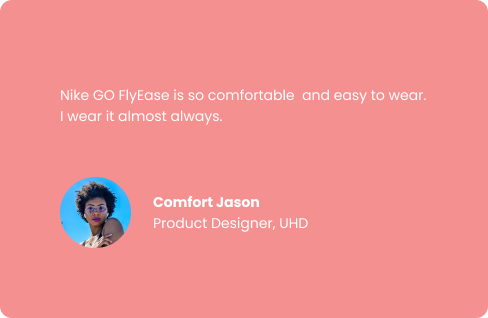 Nike GO FlyEase is so comfortable  and easy to wear.
I wear it almost always.
Comfort Jason
Product Designer, UHD